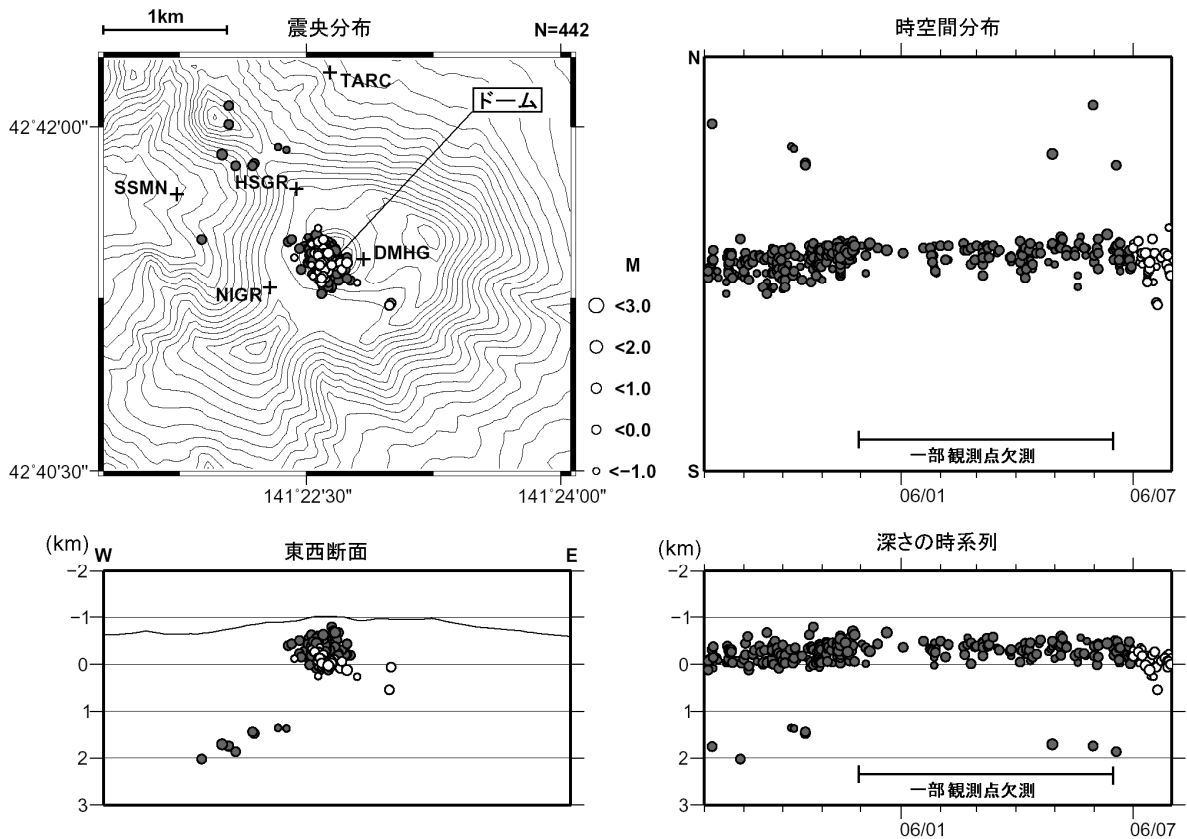 1km
震央分布
N=442
42˚42'00"
42˚40'30"
141˚22'30"
141˚24'00"
TARC
ドーム
SSMN
HSGR
DMHG
NIGR
M
<3.0
<2.0
<1.0
<0.0
<−1.0
時空間分布
N
S
一部観測点欠測
06/01
06/07
(km)
W
東西断面
E
−2
−1
0
1
2
3
(km)
深さの時系列
−2
−1
0
1
2
3
一部観測点欠測
06/01
06/07